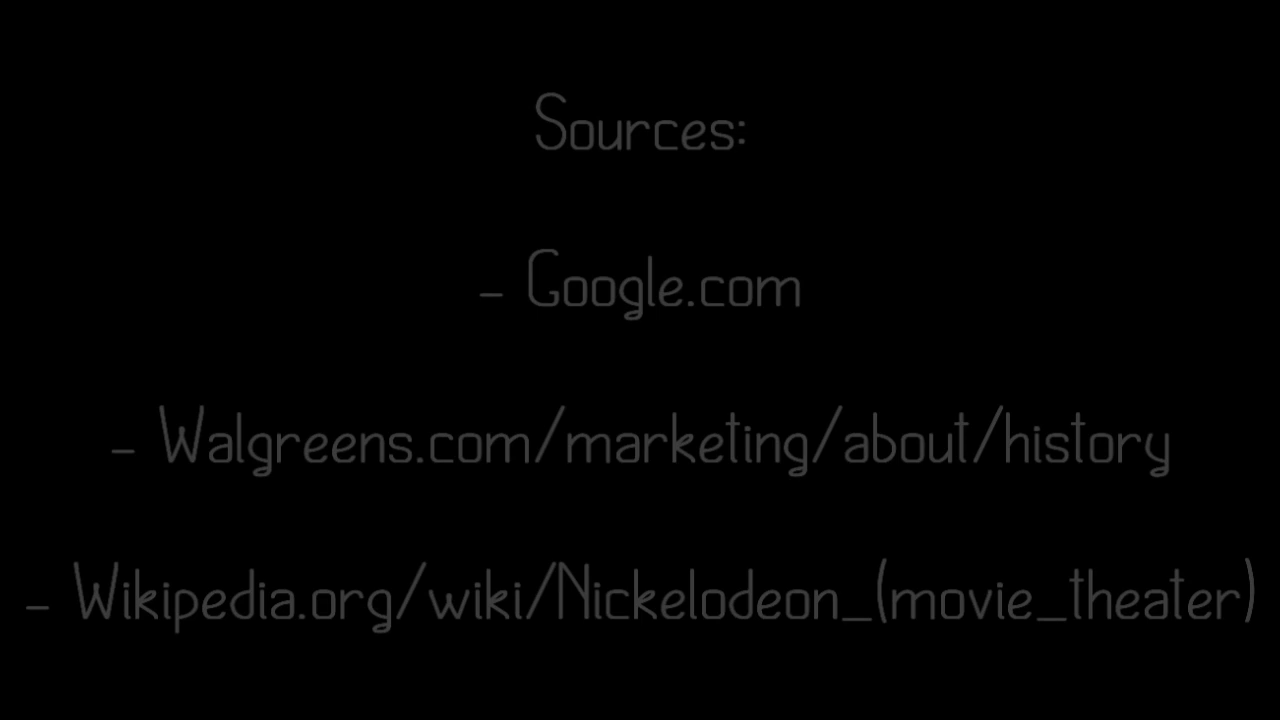 Sources:
- Google.com
- Walgreens.com/marketing/about/history
- Wikipedia.org/wiki/Nickelodeon_(movie_theater)